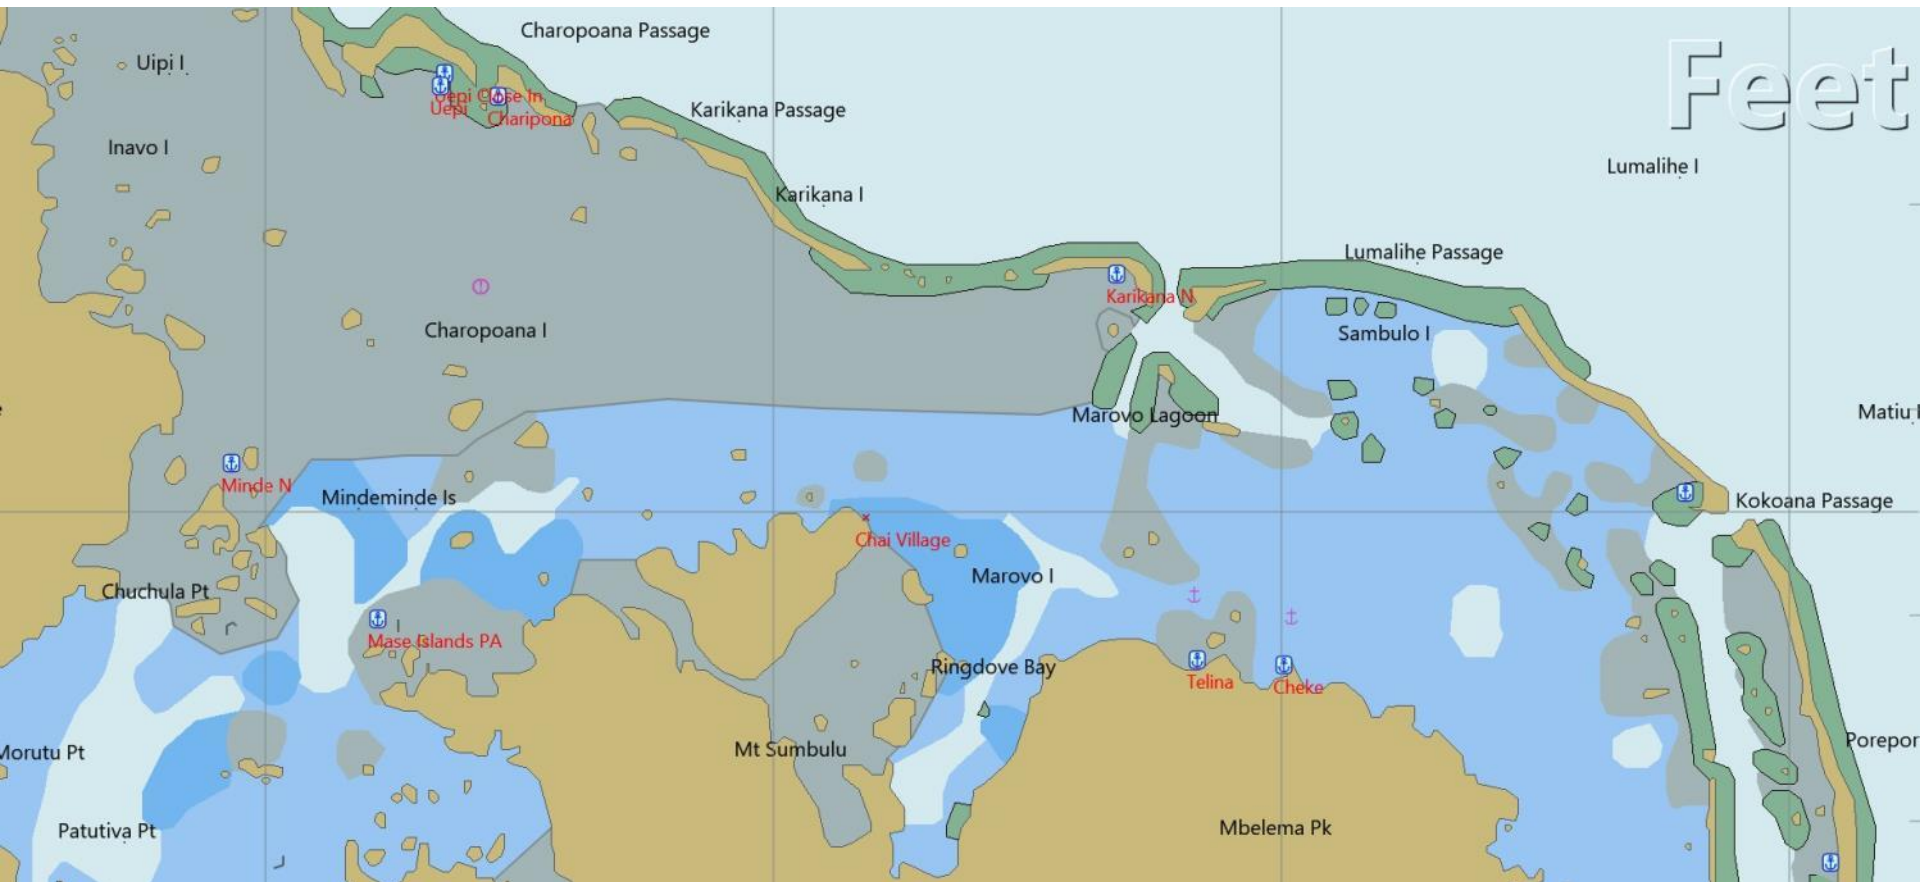 Charopoana Passage
Feet
Uipi I
Uepi Close In
Uepi
Charipona
Karikana Passage
Inavo I
Lumalihe I
Karikana I
Lumalihe Passage
Karikana N
Charopoana I
Sambulo I
Marovo Lagoon
Matiu
Minde N
Mindeminde Is
Kokoana Passage
Chai Village
Marovo I
Chuchula Pt
Mase Islands PA
Ringdove Bay
Telina
Cheke
Morutu Pt
Mt Sumbulu
Porepor
Patutiva Pt
Mbelema Pk